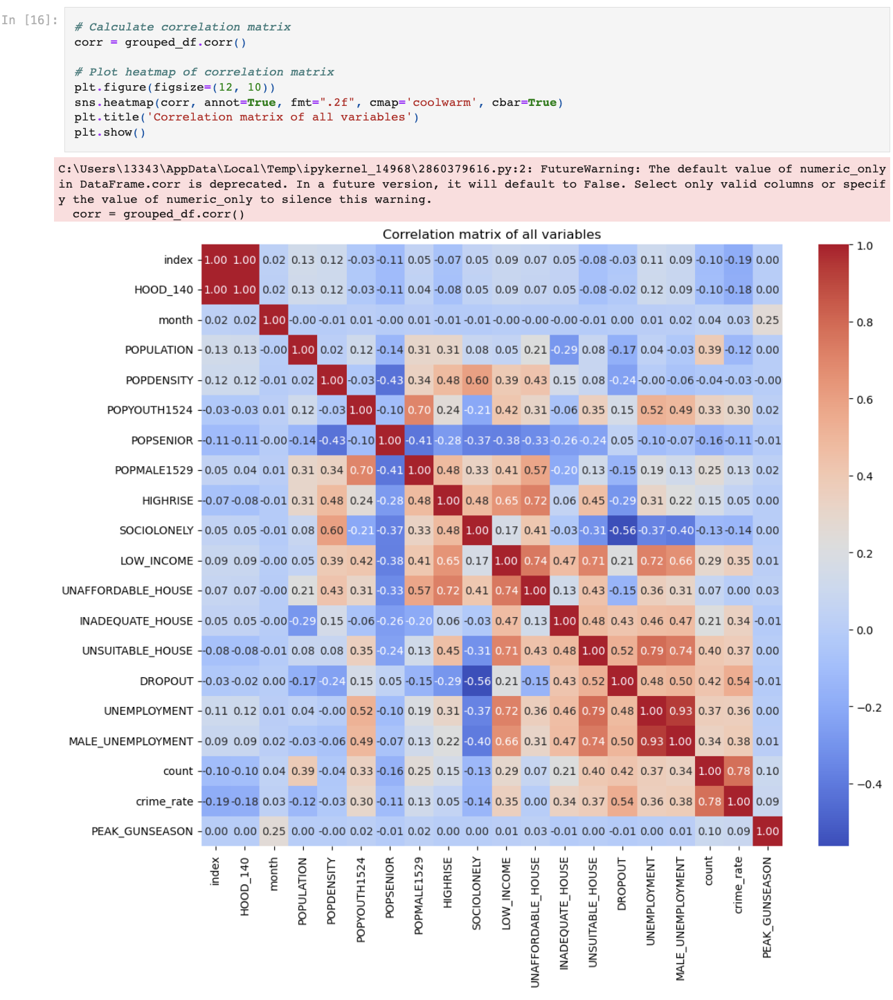 In [16]:
# Calculate correlation matrix
corr = grouped_df.corr()
# Plot heatmap of correlation matrix
plt.figure(figsize=(12, 10))
sns.heatmap(corr, annot=True, fmt=".2f", cmap='coolwarm', cbar=True)
plt.title('Correlation matrix of all variables')
plt.show()
C:\Users\13343\AppData\Local\Temp\ipykernel_14968\2860379616.py:2: FutureWarning: The default value of numeric_only
in DataFrame.corr is deprecated. In a future version, it will default to False. Select only valid columns or specif
y the value of numeric_only to silence this warning.
corr = grouped_df.corr()
Correlation matrix of all variables
index 1.00 1.00 0.02 0.13 0.12 -0.03 -0.11 0.05 -0.07 0.05 0.09 0.07 0.05 -0.08 -0.03 0.11 0.09 -0.10 -0.19 0.00
HOOD_140 1.00 1.00 0.02 0.13 0.12 -0.03 -0.11 0.04 -0.08 0.05 0.09 0.07 0.05 -0.08 -0.02 0.12 0.09 -0.10 -0.18 0.00
month 0.02 0.02 1.00 -0.00 -0.01 0.01 -0.00 0.01 -0.01 -0.01 -0.00 -0.00 -0.00 -0.01 0.00 0.01 0.02 0.04 0.03 0.25
POPULATION 0.13 0.13 -0.00 1.00 0.02 0.12 -0.14 0.31 0.31 0.08 0.05 0.21 -0.29 0.08 -0.17 0.04 -0.03 0.39 -0.12 0.00
POPDENSITY 0.12 0.12 -0.01 0.02 1.00 -0.03 -0.43 0.34 0.48 0.60 0.39 0.43 0.15 0.08 -0.24 -0.00 -0.06 -0.04 -0.03 -0.00
POPYOUTH1524 -0.03 -0.03 0.01 0.12 -0.03 1.00 -0.10 0.70 0.24 -0.21 0.42 0.31 -0.06 0.35 0.15 0.52 0.49 0.33 0.30 0.02
POPSENIOR -0.11 -0.11 -0.00 -0.14 -0.43 -0.10 1.00 -0.41 -0.28 -0.37 -0.38 -0.33 -0.26 -0.24 0.05 -0.10 -0.07 -0.16 -0.11 -0.01
POPMALE1529 0.05 0.04 0.01 0.31 0.34 0.70 -0.41 1.00 0.48 0.33 0.41 0.57 -0.20 0.13 -0.15 0.19 0.13 0.25 0.13 0.02
HIGHRISE -0.07 -0.08 -0.01 0.31 0.48 0.24 -0.28 0.48 1.00 0.48 0.65 0.72 0.06 0.45 -0.29 0.31 0.22 0.15 0.05 0.00
SOCIOLONELY 0.05 0.05 -0.01 0.08 0.60 -0.21 -0.37 0.33 0.48 1.00 0.17 0.41 -0.03 -0.31 -0.56 -0.37 -0.40 -0.13 -0.14 0.00
LOW_INCOME 0.09 0.09 -0.00 0.05 0.39 0.42 -0.38 0.41 0.65 0.17 1.00 0.74 0.47 0.71 0.21 0.72 0.66 0.29 0.35 0.01
UNAFFORDABLE_HOUSE 0.07 0.07 -0.00 0.21 0.43 0.31 -0.33 0.57 0.72 0.41 0.74 1.00 0.13 0.43 -0.15 0.36 0.31 0.07 0.00 0.03
INADEQUATE_HOUSE 0.05 0.05 -0.00 -0.29 0.15 -0.06 -0.26 -0.20 0.06 -0.03 0.47 0.13 1.00 0.48 0.43 0.46 0.47 0.21 0.34 -0.01
UNSUITABLE_HOUSE -0.08 -0.08 -0.01 0.08 0.08 0.35 -0.24 0.13 0.45 -0.31 0.71 0.43 0.48 1.00 0.52 0.79 0.74 0.40 0.37 0.00
DROPOUT -0.03 -0.02 0.00 -0.17 -0.24 0.15 0.05 -0.15 -0.29 -0.56 0.21 -0.15 0.43 0.52 1.00 0.48 0.50 0.42 0.54 -0.01
UNEMPLOYMENT 0.11 0.12 0.01 0.04 -0.00 0.52 -0.10 0.19 0.31 -0.37 0.72 0.36 0.46 0.79 0.48 1.00 0.93 0.37 0.36 0.00
MALE_UNEMPLOYMENT 0.09 0.09 0.02 -0.03 -0.06 0.49 -0.07 0.13 0.22 -0.40 0.66 0.31 0.47 0.74 0.50 0.93 1.00 0.34 0.38 0.01
count -0.10 -0.10 0.04 0.39 -0.04 0.33 -0.16 0.25 0.15 -0.13 0.29 0.07 0.21 0.40 0.42 0.37 0.34 1.00 0.78 0.10
crime_rate -0.19 -0.18 0.03 -0.12 -0.03 0.30 -0.11 0.13 0.05 -0.14 0.35 0.00 0.34 0.37 0.54 0.36 0.38 0.78 1.00 0.09
PEAK_GUNSEASON 0.00 0.00 0.25 0.00 -0.00 0.02 -0.01 0.02 0.00 0.00 0.01 0.03 -0.01 0.00 -0.01 0.00 0.01 0.10 0.09 1.00
index
HOOD_140
month
POPULATION
POPDENSITY
POPYOUTH1524
POPSENIOR
POPMALE1529
HIGHRISE
SOCIOLONELY
LOW_INCOME
UNAFFORDABLE_HOUSE
INADEQUATE_HOUSE
UNSUITABLE_HOUSE
DROPOUT
UNEMPLOYMENT
MALE_UNEMPLOYMENT
count
crime_rate
PEAK_GUNSEASON
1.0
0.8
0.6
0.4
0.2
0.0
−0.2
−0.4